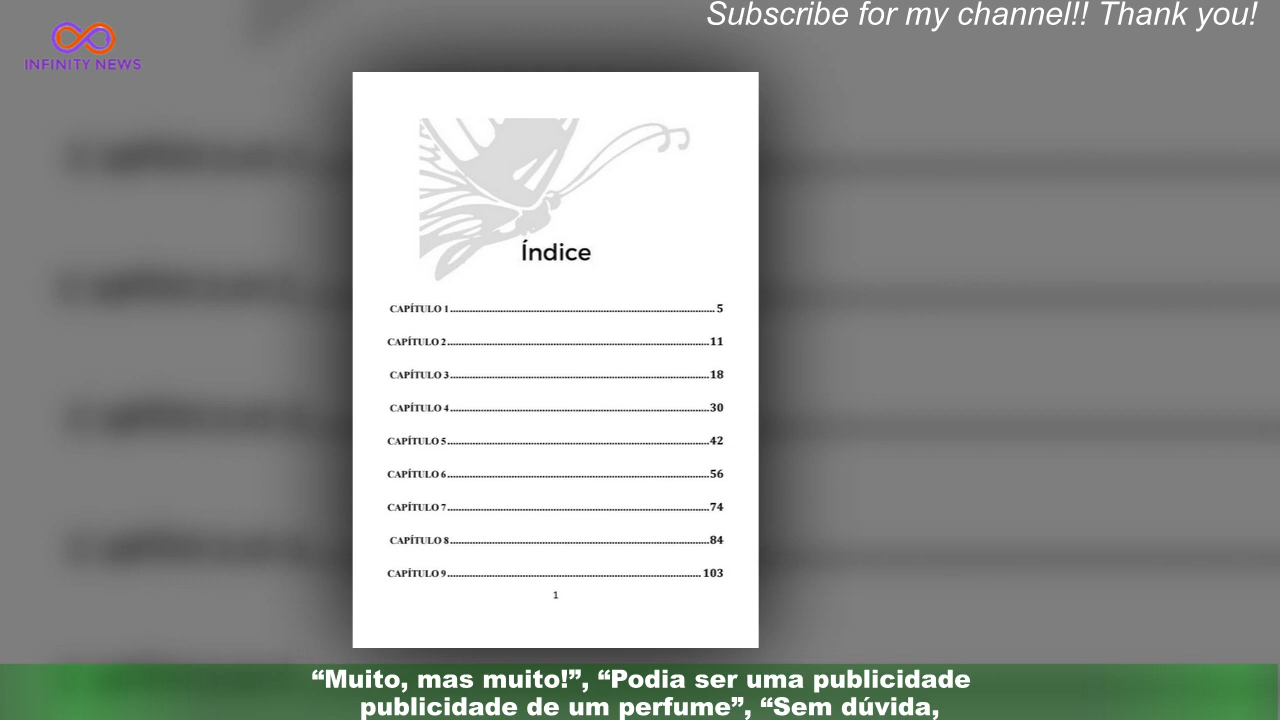 Subscribe for my channel!! Thank you!
INFINITY NEWS
Índice
CAPÍTULO 1........ 5
CAPÍTULO 2........11
CAPÍTULO 3........18
CAPÍTULO 4........30
CAPÍTULO 5........42
CAPÍTULO 6........56
CAPÍTULO 7........74
CAPÍTULO 8........84
CAPÍTULO 9........ 103
1
“Muito, mas muito!”, “Podia ser uma publicidade
publicidade de um perfume”, “Sem dúvida,